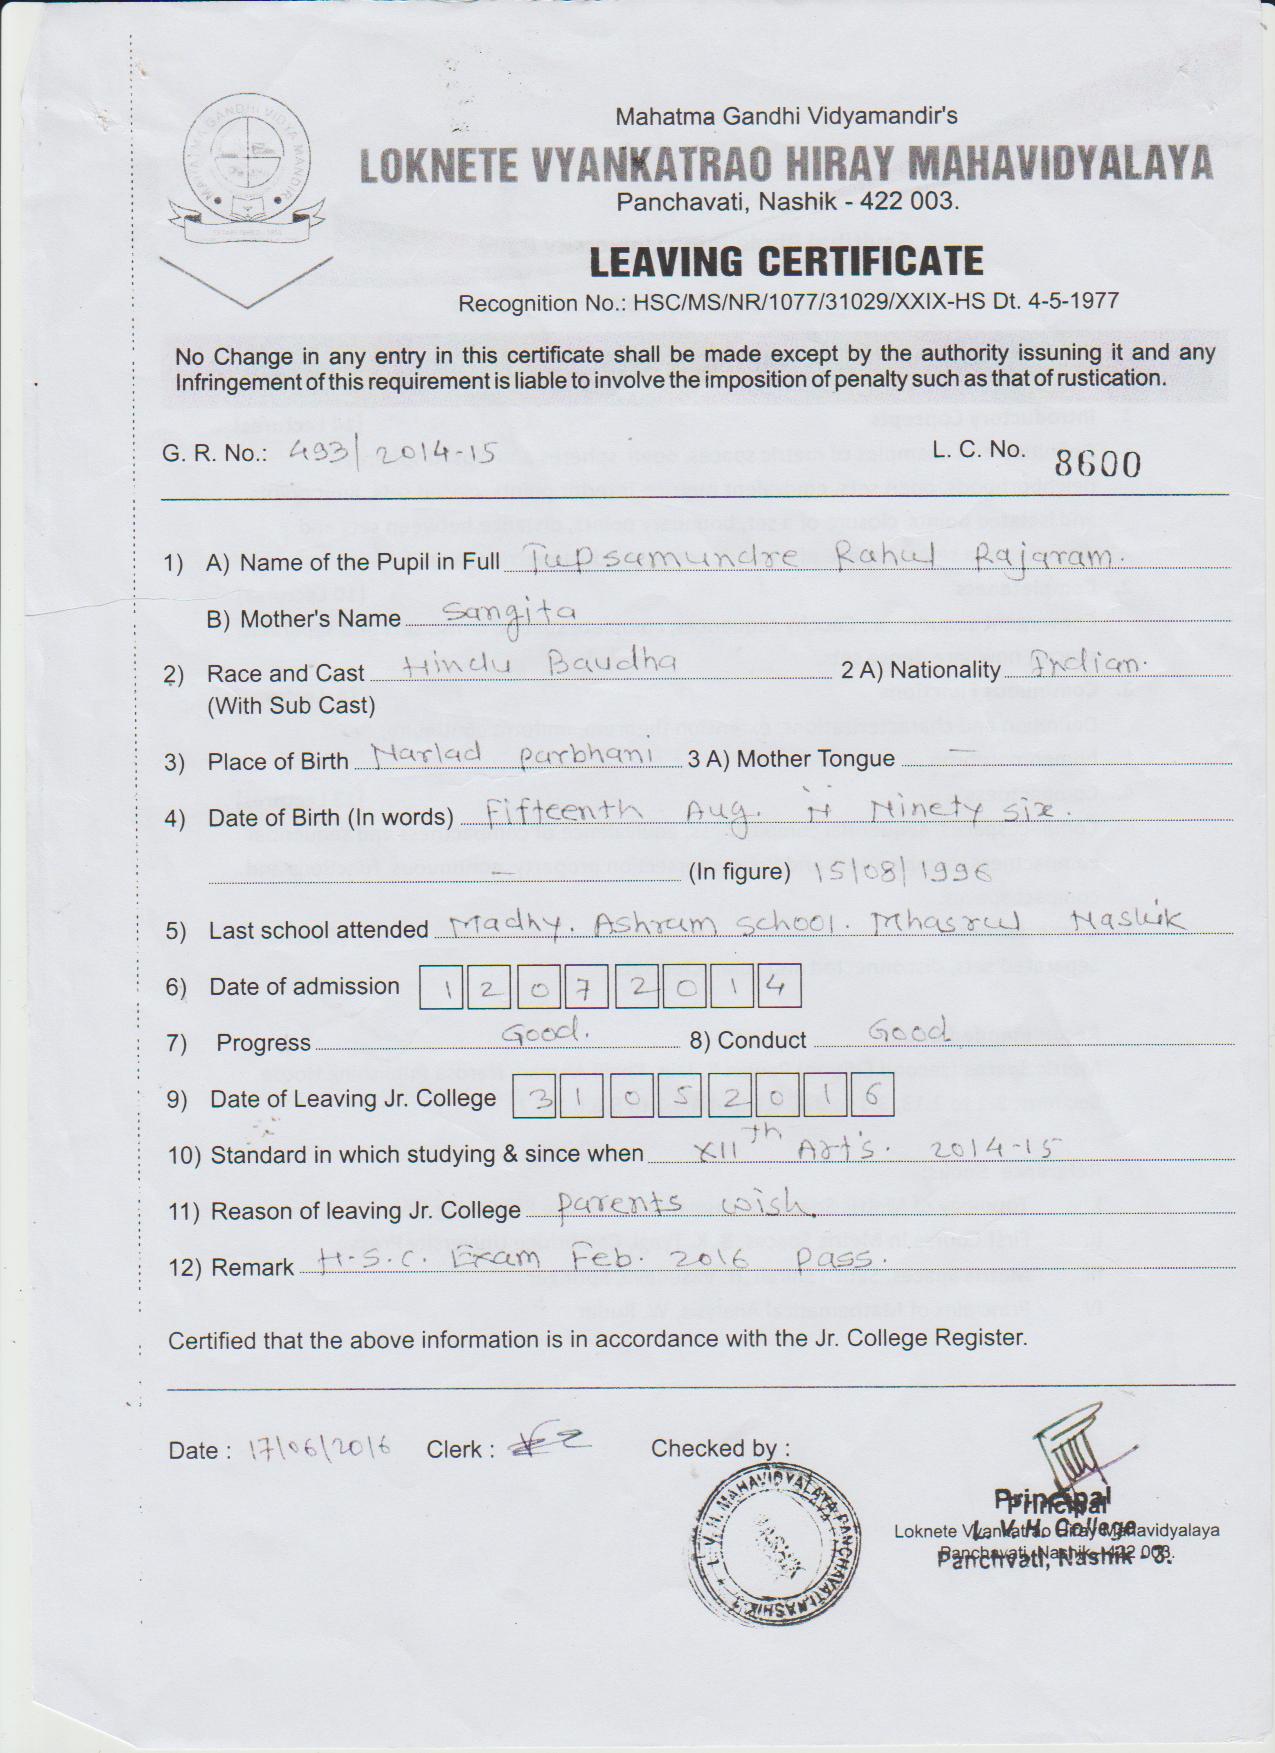 MAHATMA GANDHI VIDYA MANDIR
Mahatma Gandhi Vidyamandir's
LOKNETE VYANKATRAO HIRAY MAHAVIDYALAYA
Panchavati, Nashik - 422 003.
LEAVING CERTIFICATE
Recognition No.: HSC/MS/NR/1077/31029/XXIX-HS Dt. 4-5-1977
No Change in any entry in this certificate shall be made except by the authority issuning it and any
Infringement of this requirement is liable to involve the imposition of penalty such as that of rustication.
G. R. No.: 493/2014-15 L. C. No. 8600
1) A) Name of the Pupil in Full Tupsamundre Rahul Rajaram.
B) Mother's Name Sangita
2) Race and Cast Hindu Baudha 2 A) Nationality Indian.
(With Sub Cast)
3) Place of Birth Narlad parbhani 3 A) Mother Tongue —
4) Date of Birth (In words) Fifteenth Aug. N Ninety six.
— (In figure) 15/08/1996
5) Last school attended Madhy. Ashram school. Mhasrul Nashik
6) Date of admission 12072014
7) Progress Good. 8) Conduct Good
9) Date of Leaving Jr. College 31052016
10) Standard in which studying & since when XIIth Art's. 2014-15
11) Reason of leaving Jr. College parents wish.
12) Remark H.S.C. Exam Feb. 2016 pass.
Certified that the above information is in accordance with the Jr. College Register.
Date : 17/06/2016 Clerk : Checked by :
L. V. H. MAHAVIDYALAYA PANCHAVATI, NASHIK-3
NASHIK
Principal
Principal
Loknete Vyankatrao Hiray Mahavidyalaya
L. V. H. College
Panchavati, Nashik - 422 003.
Panchvati, Nashik - 3.